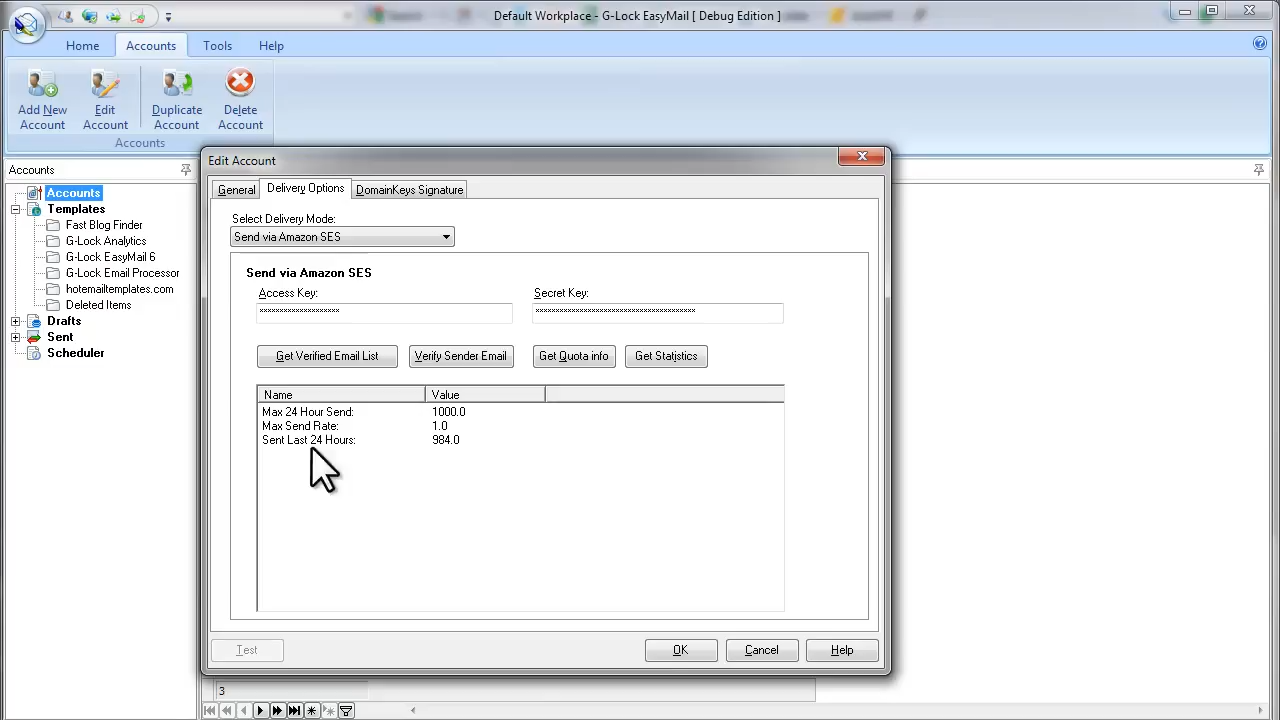 Default Workplace - G-Lock EasyMail [ Debug Edition ]
Home Accounts Tools Help
Add New Account
Edit Account
Duplicate Account
Delete Account
Accounts
Accounts
Accounts
Templates
Fast Blog Finder
G-Lock Analytics
G-Lock EasyMail 6
G-Lock Email Processor
hotemailtemplates.com
Deleted Items
Drafts
Sent
Scheduler
Edit Account
General Delivery Options DomainKeys Signature
Select Delivery Mode:
Send via Amazon SES
Send via Amazon SES
Access Key: Secret Key:
Get Verified Email List Verify Sender Email Get Quota info Get Statistics
Name Value
Max 24 Hour Send: 1000.0
Max Send Rate: 1.0
Sent Last 24 Hours: 984.0
Test OK Cancel Help
3